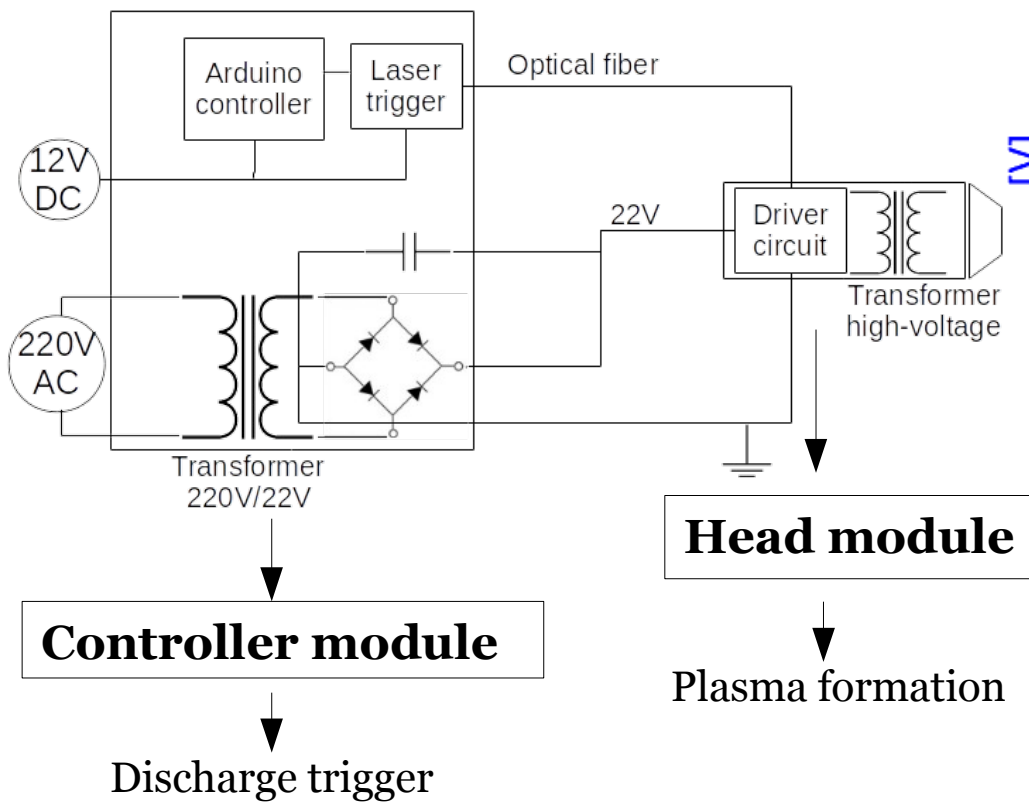 Arduino
controller
Laser
trigger
Optical fiber
12V
DC
[V]
22V
Driver
circuit
Transformer
high-voltage
220V
AC
Transformer
220V/22V
Head module
Controller module
Plasma formation
Discharge trigger